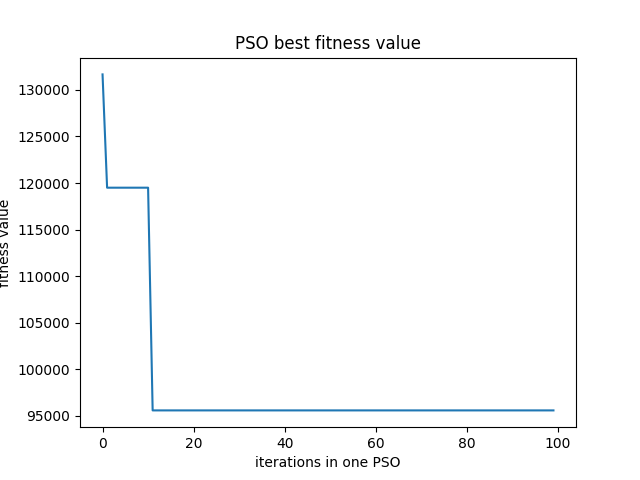 PSO best fitness value
130000
125000
120000
115000
110000
105000
100000
95000
fitness value
0 20 40 60 80 100
iterations in one PSO